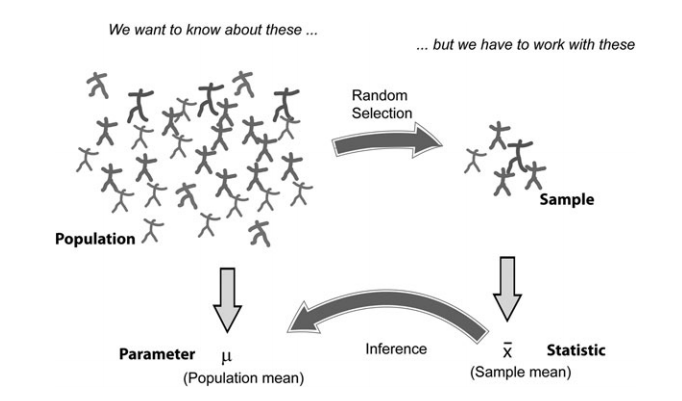 We want to know about these ...
... but we have to work with these
Random
Selection
Sample
Population
Parameter μ
(Population mean)
Inference
x̄ Statistic
(Sample mean)